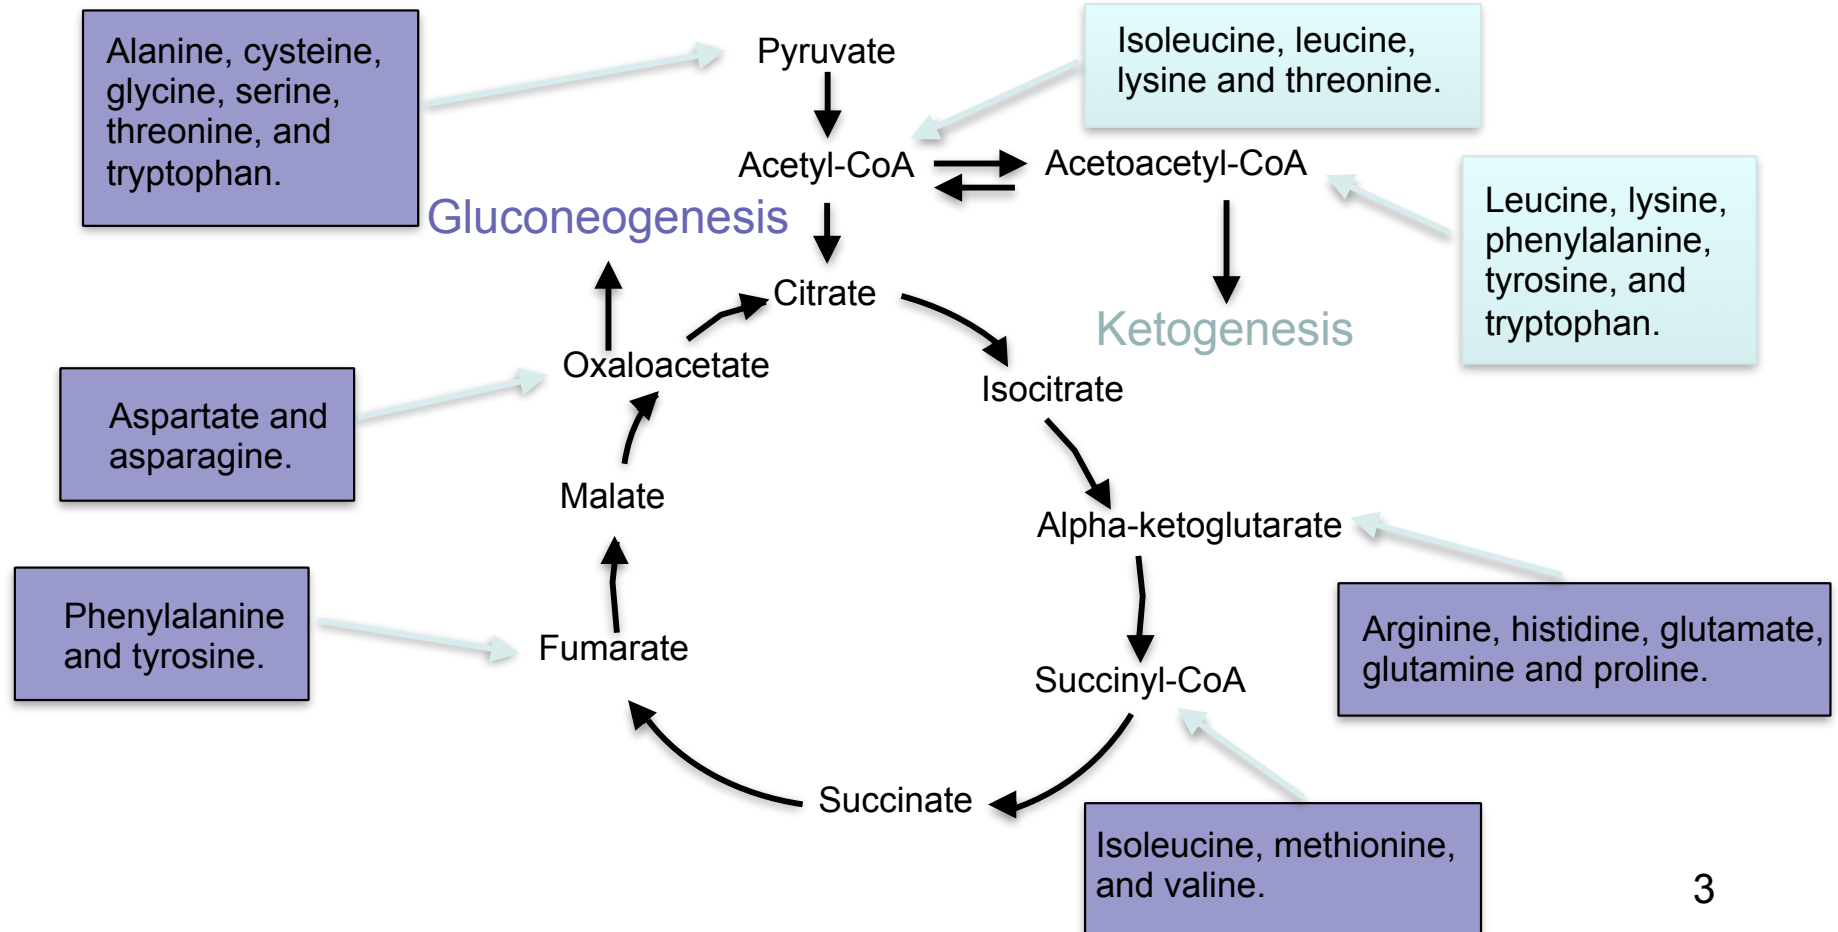 Alanine, cysteine,
glycine, serine,
threonine, and
tryptophan.
Pyruvate
Isoleucine, leucine,
lysine and threonine.
Acetyl-CoA
Acetoacetyl-CoA
Leucine, lysine,
phenylalanine,
tyrosine, and
tryptophan.
Gluconeogenesis
Citrate
Ketogenesis
Oxaloacetate
Isocitrate
Aspartate and
asparagine.
Malate
Alpha-ketoglutarate
Phenylalanine
and tyrosine.
Fumarate
Arginine, histidine, glutamate,
glutamine and proline.
Succinyl-CoA
Succinate
Isoleucine, methionine,
and valine.
3